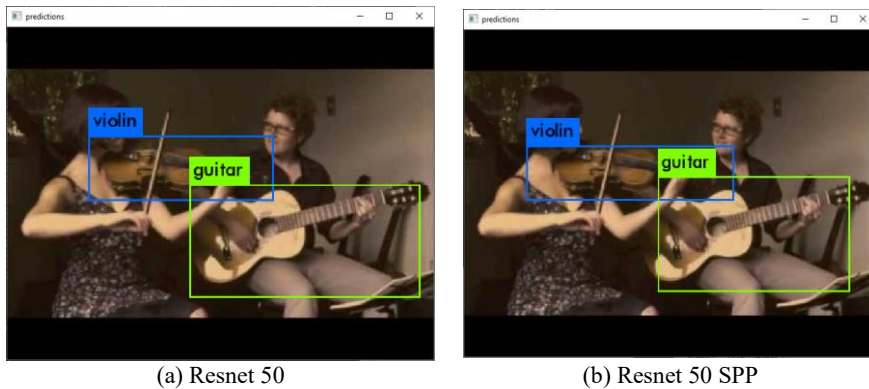 predictions
violin
guitar
(a) Resnet 50
predictions
violin
guitar
(b) Resnet 50 SPP